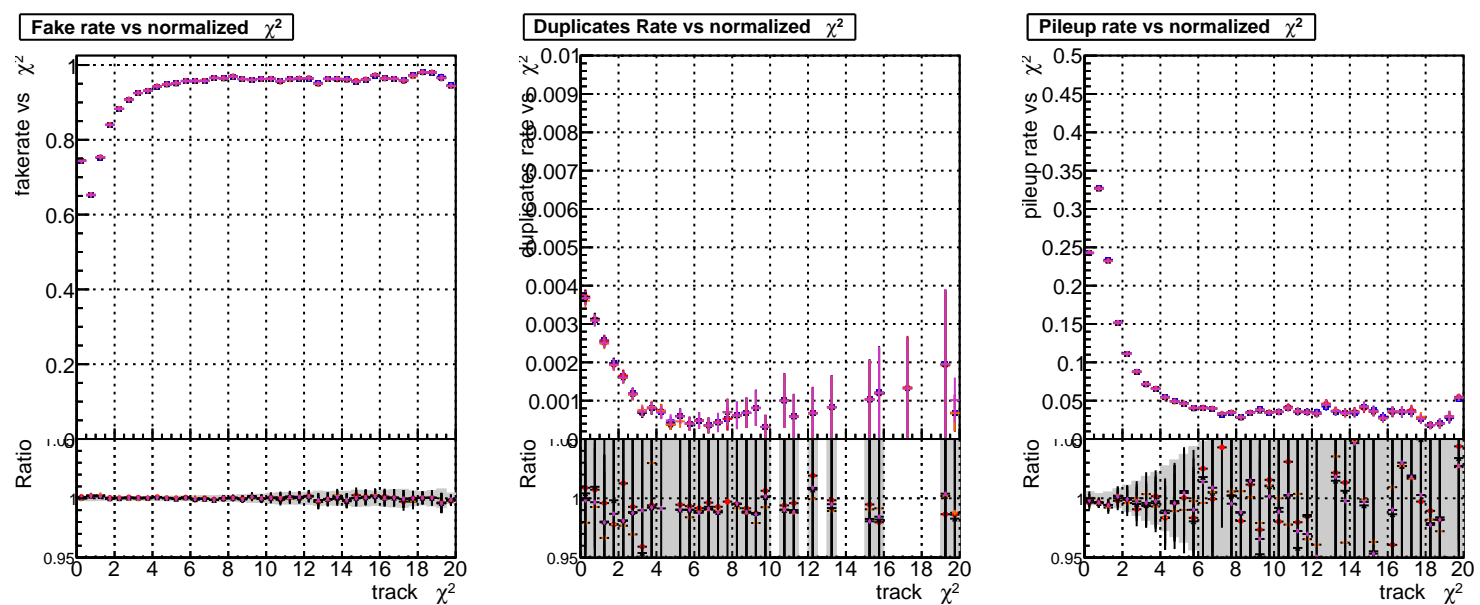 Fake rate vs normalized χ²
fakerate vs χ²
1
0.8
0.6
0.4
0.2
Ratio
1
0.95
0 2 4 6 8 10 12 14 16 18 20
track χ²
Duplicates Rate vs normalized χ²
duplicates rate vs χ²
0.01
0.009
0.008
0.007
0.006
0.005
0.004
0.003
0.002
0.001
Ratio
1
0.95
0 2 4 6 8 10 12 14 16 18 20
track χ²
Pileup rate vs normalized χ²
pileup rate vs χ²
0.5
0.45
0.4
0.35
0.3
0.25
0.2
0.15
0.1
0.05
Ratio
1
0.95
0 2 4 6 8 10 12 14 16 18 20
track χ²